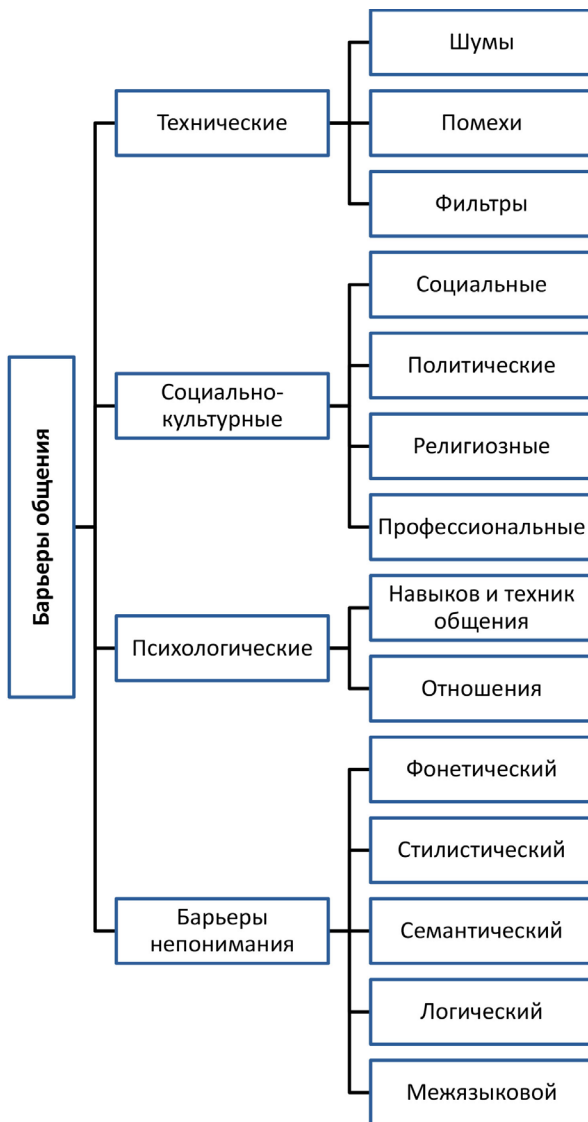 Барьеры общения
Технические
Шумы
Помехи
Фильтры
Социально-
культурные
Социальные
Политические
Религиозные
Профессиональные
Психологические
Навыков и техник
общения
Отношения
Барьеры
непонимания
Фонетический
Стилистический
Семантический
Логический
Межязыковой